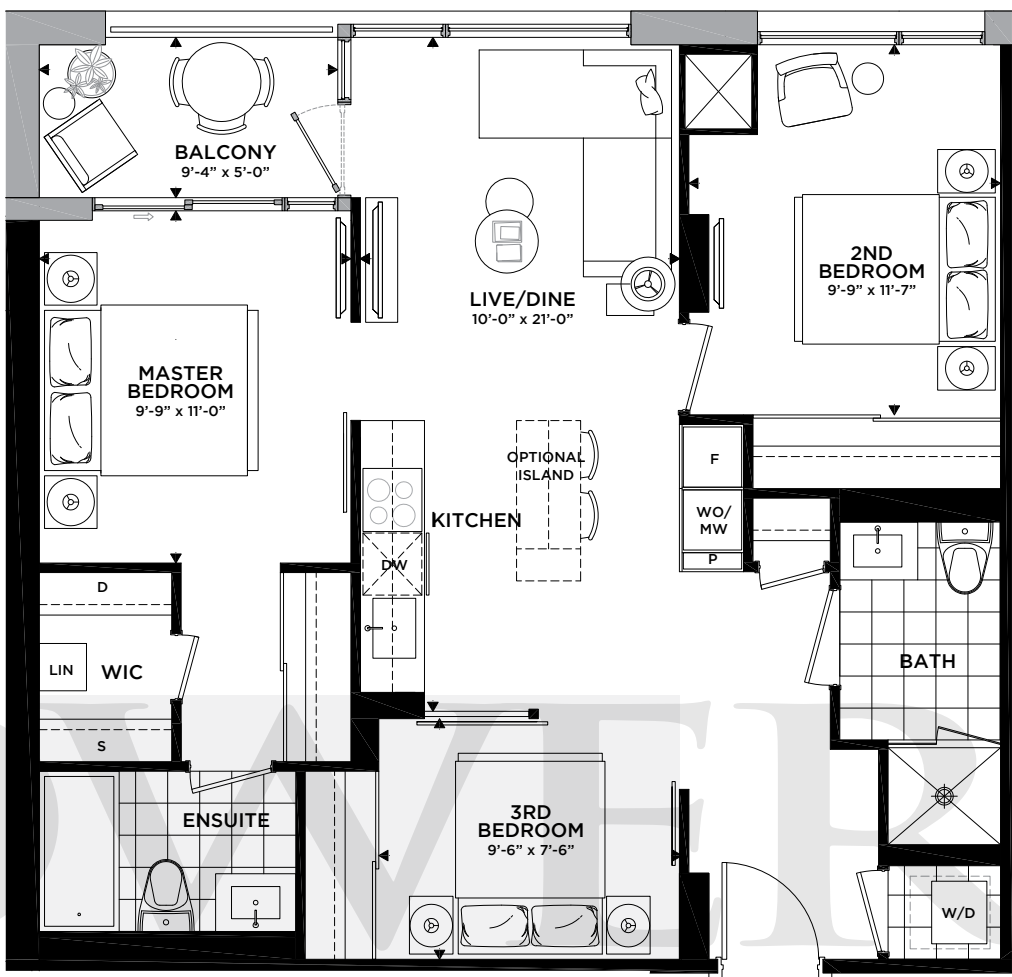 BALCONY
9'-4" x 5'-0"
2ND
BEDROOM
9'-9" x 11'-7"
LIVE/DINE
10'-0" x 21'-0"
MASTER
BEDROOM
9'-9" x 11'-0"
OPTIONAL
ISLAND
F
KITCHEN
WO/
MW
P
DW
D
LIN
WIC
S
BATH
ENSUITE
3RD
BEDROOM
9'-6" x 7'-6"
W/D
OWER